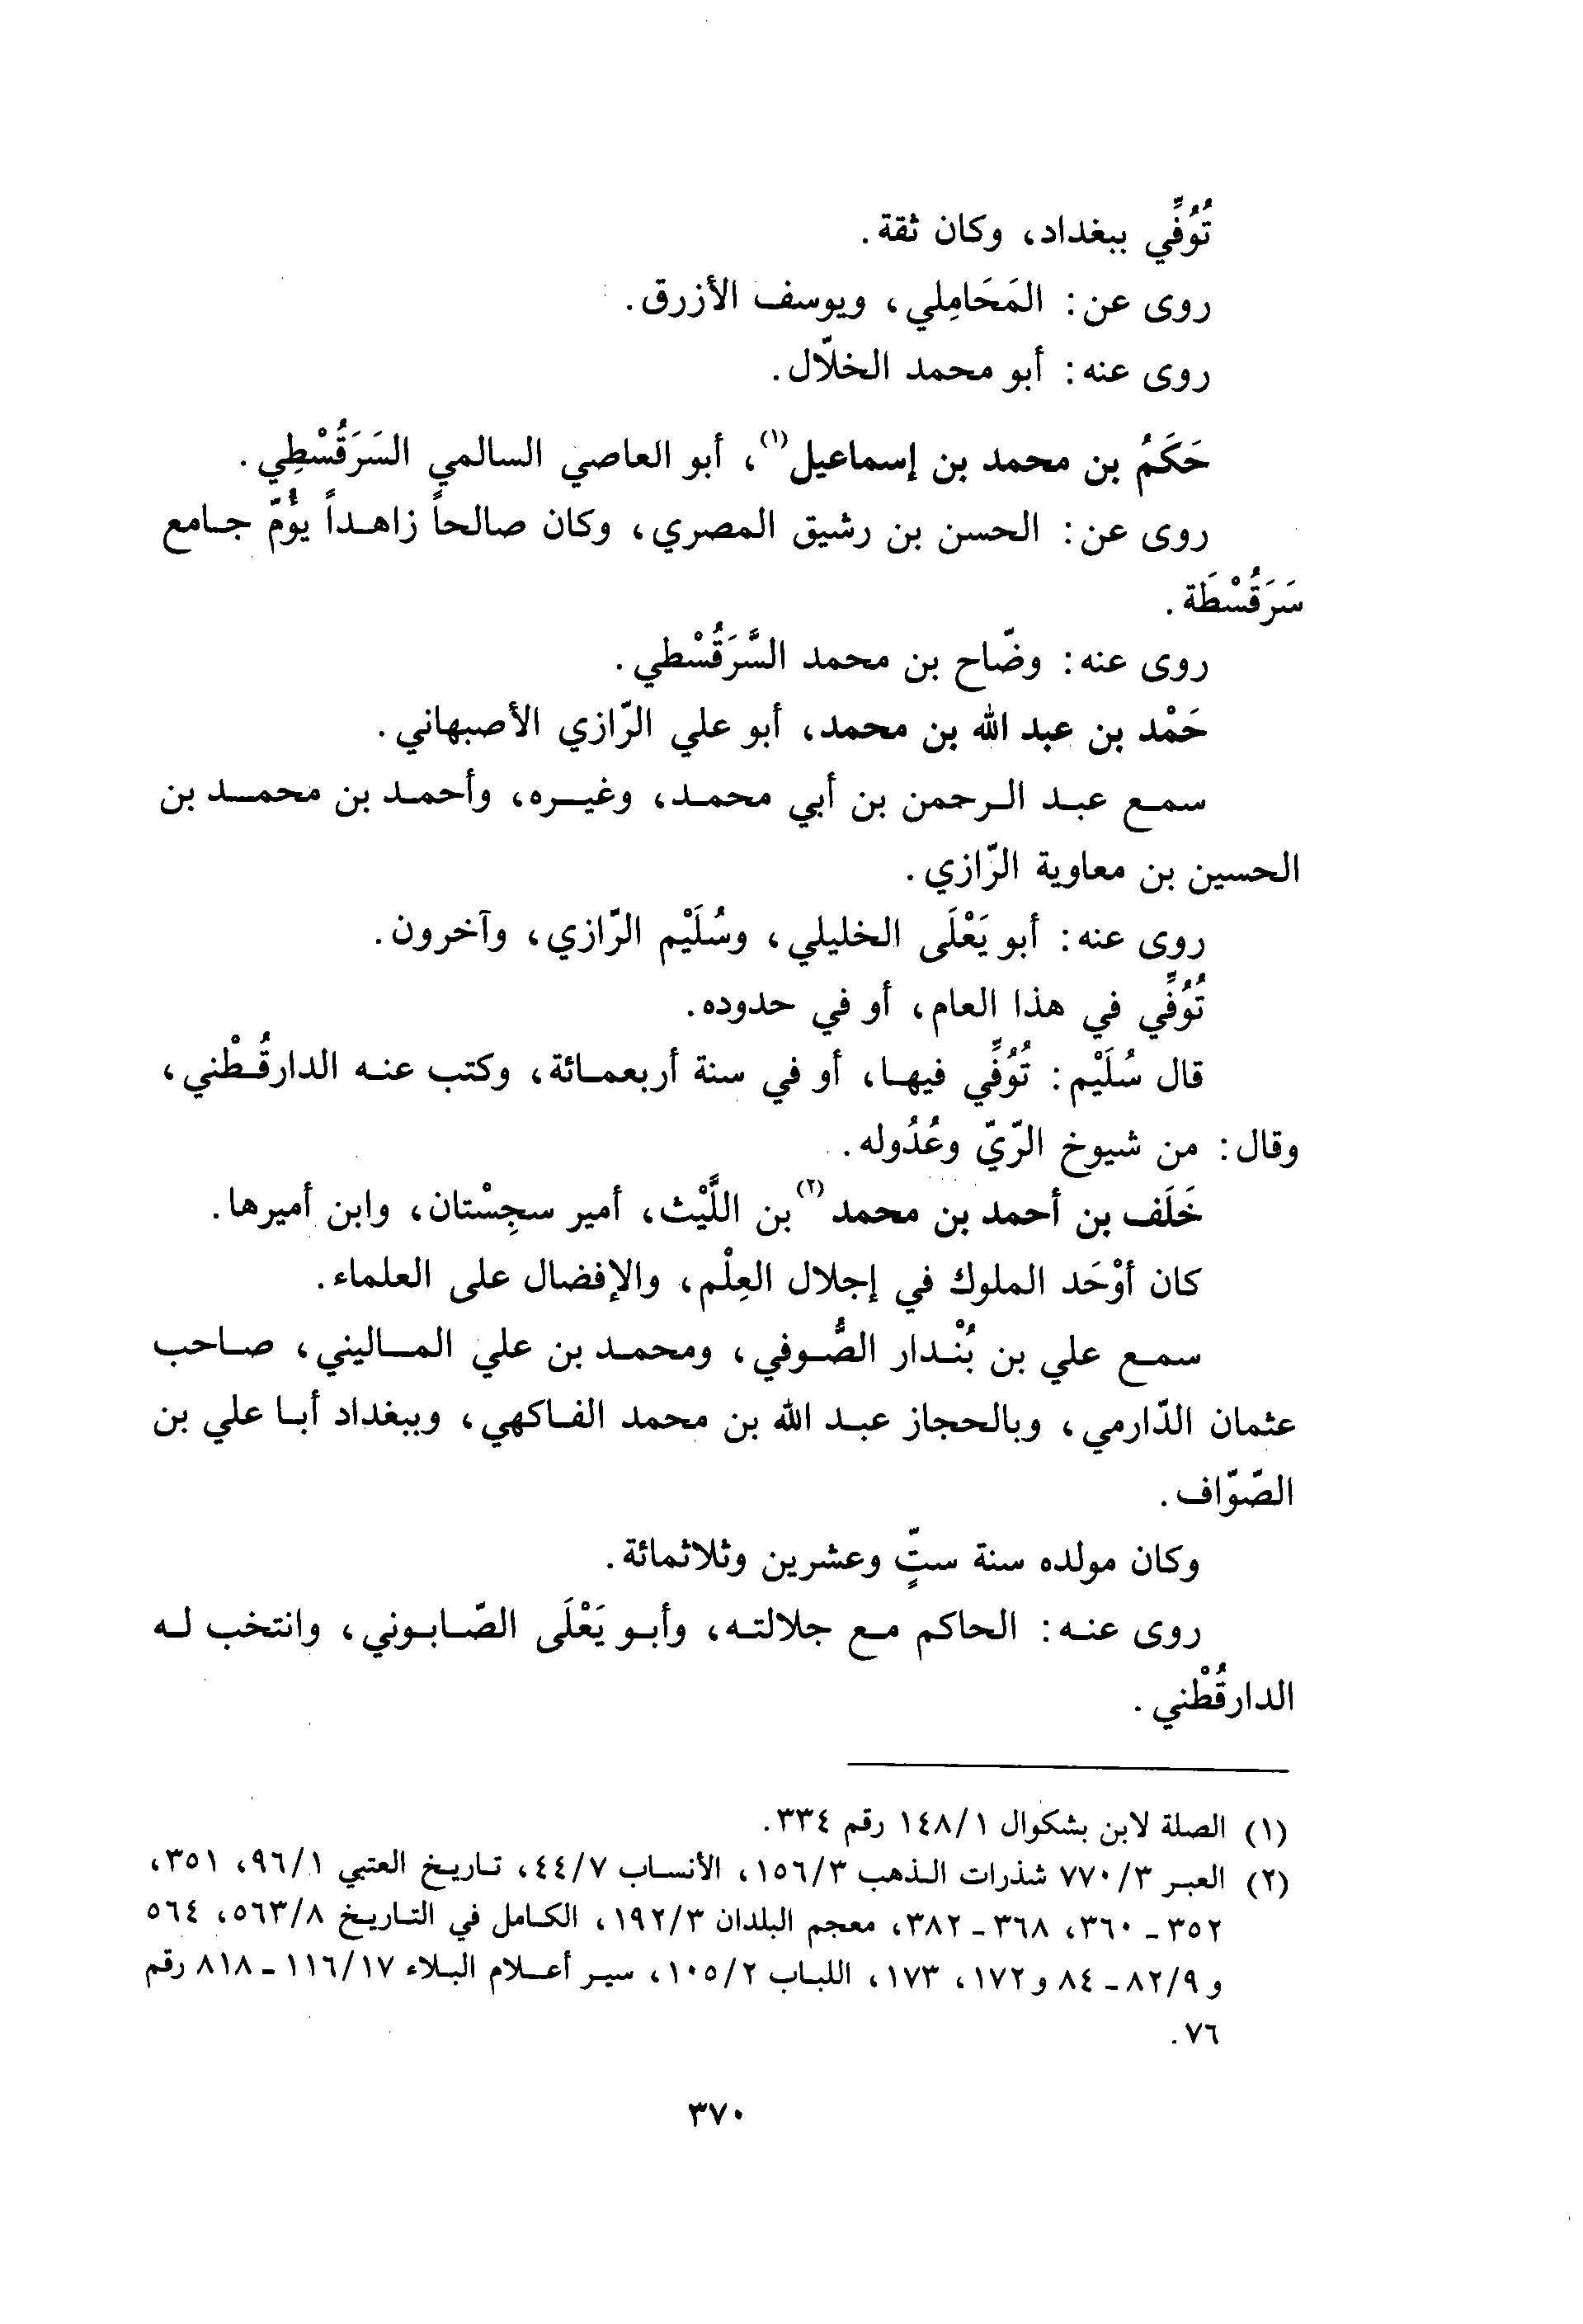 تُوُفِّي ببغداد، وكان ثقة.
روى عن: المَحَامِلي، ويوسف الأزرق.
روى عنه: أبو محمد الخلّال.
حَكَمُ بن محمد بن إسماعيل(١)، أبو العاصي السالمي السَرَقُسْطِي.
روى عن: الحسن بن رشيق المصري، وكان صالحاً زاهداً يؤُمّ جامع
سَرَقُسْطَة.
روى عنه: وضّاح بن محمد السَّرَقُسْطي.
حَمْد بن عبد الله بن محمد، أبو علي الرّازي الأصبهاني.
سمع عبد الرحمن بن أبي محمد، وغيره، وأحمد بن محمد بن
الحسين بن معاوية الرّازي.
روى عنه: أبو يَعْلَى الخليلي، وسُلَيْم الرّازي، وآخرون.
تُوُفِّي في هذا العام، أو في حدوده.
قال سُلَيْم: تُوُفِّي فيها، أو في سنة أربعمائة، وكتب عنه الدارقُطْني،
وقال: من شيوخ الرّيّ وعُدُوله.
خَلَف بن أحمد بن محمد(٢) بن اللَّيْث، أمير سجِسْتان، وابن أميرها.
كان أوْحَد الملوك في إجلال العِلْم، والإفضال على العلماء.
سمع علي بن بُنْدار الصُّوفي، ومحمد بن علي الماليني، صاحب
عثمان الدّارمي، وبالحجاز عبد الله بن محمد الفاكهي، وببغداد أبا علي بن
الصّوّاف.
وكان مولده سنة ستٍّ وعشرين وثلاثمائة.
روى عنه: الحاكم مع جلالته، وأبو يَعْلَى الصّابوني، وانتخب له
الدارقُطْني.
(١) الصلة لابن بشكوال ١٤٨/١ رقم ٣٣٤.
(٢) العبر ٧٧٠/٣ شذرات الذهب ١٥٦/٣، الأنساب ٤٤/٧، تاريخ العتبي ٩٦/١، ٣٥١،
٣٥٢ - ٣٦٠، ٣٦٨ - ٣٨٢، معجم البلدان ١٩٢/٣، الكامل في التاريخ ٥٦٣/٨، ٥٦٤
و ٨٢/٩ - ٨٤ و ١٧٢، ١٧٣، اللباب ١٠٥/٢، سير أعلام البلاء ١١٦/١٧ - ٨١٨ رقم
٧٦.
٣٧٠